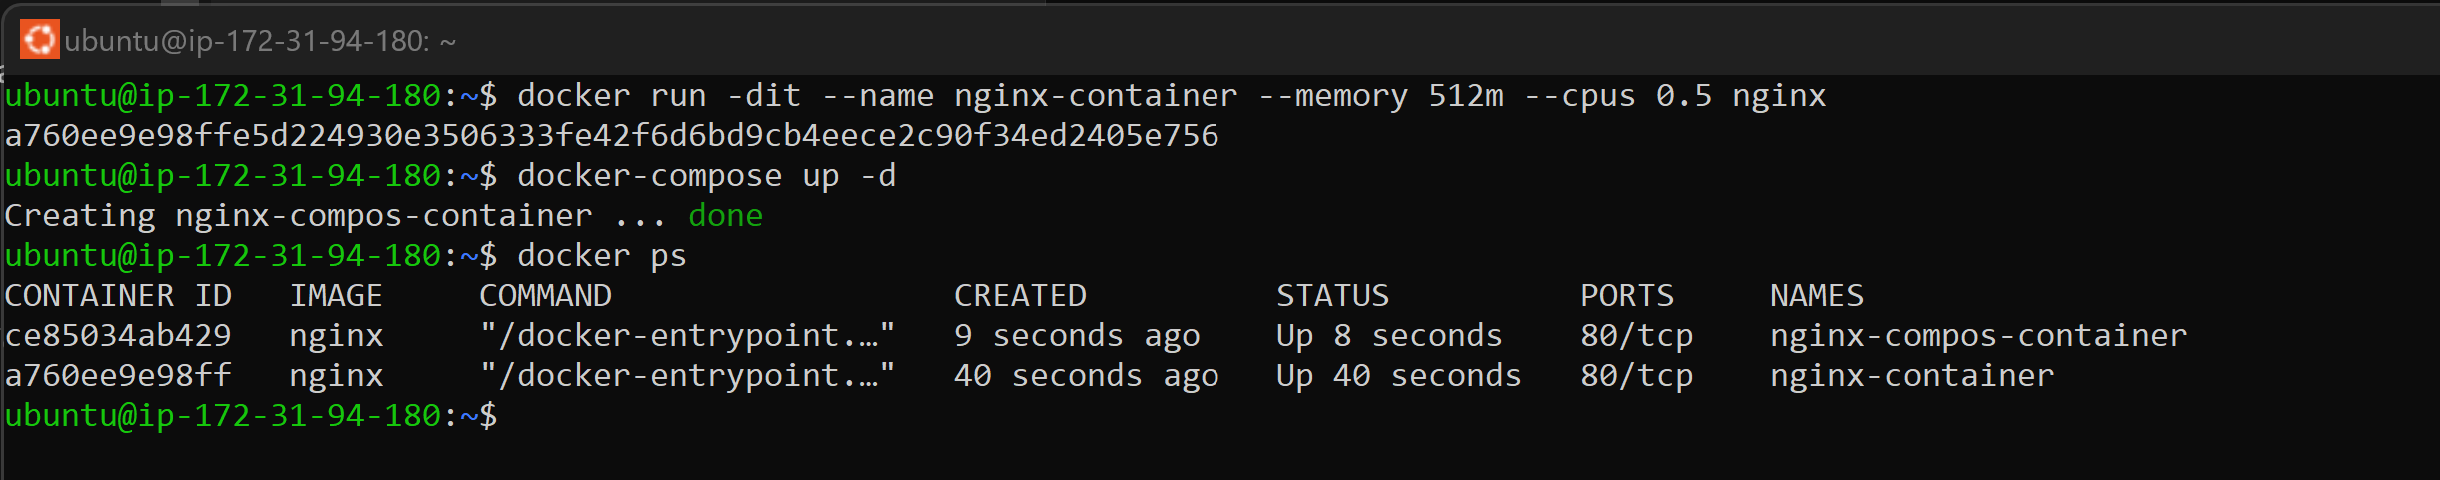 ubuntu@ip-172-31-94-180: ~
ubuntu@ip-172-31-94-180:~$ docker run -dit --name nginx-container --memory 512m --cpus 0.5 nginx
a760ee9e98ffe5d224930e3506333fe42f6d6bd9cb4eece2c90f34ed2405e756
ubuntu@ip-172-31-94-180:~$ docker-compose up -d
Creating nginx-compos-container ... done
ubuntu@ip-172-31-94-180:~$ docker ps
CONTAINER ID   IMAGE     COMMAND                  CREATED          STATUS          PORTS     NAMES
ce85034ab429   nginx     "/docker-entrypoint.…"   9 seconds ago    Up 8 seconds    80/tcp    nginx-compos-container
a760ee9e98ff   nginx     "/docker-entrypoint.…"   40 seconds ago   Up 40 seconds   80/tcp    nginx-container
ubuntu@ip-172-31-94-180:~$